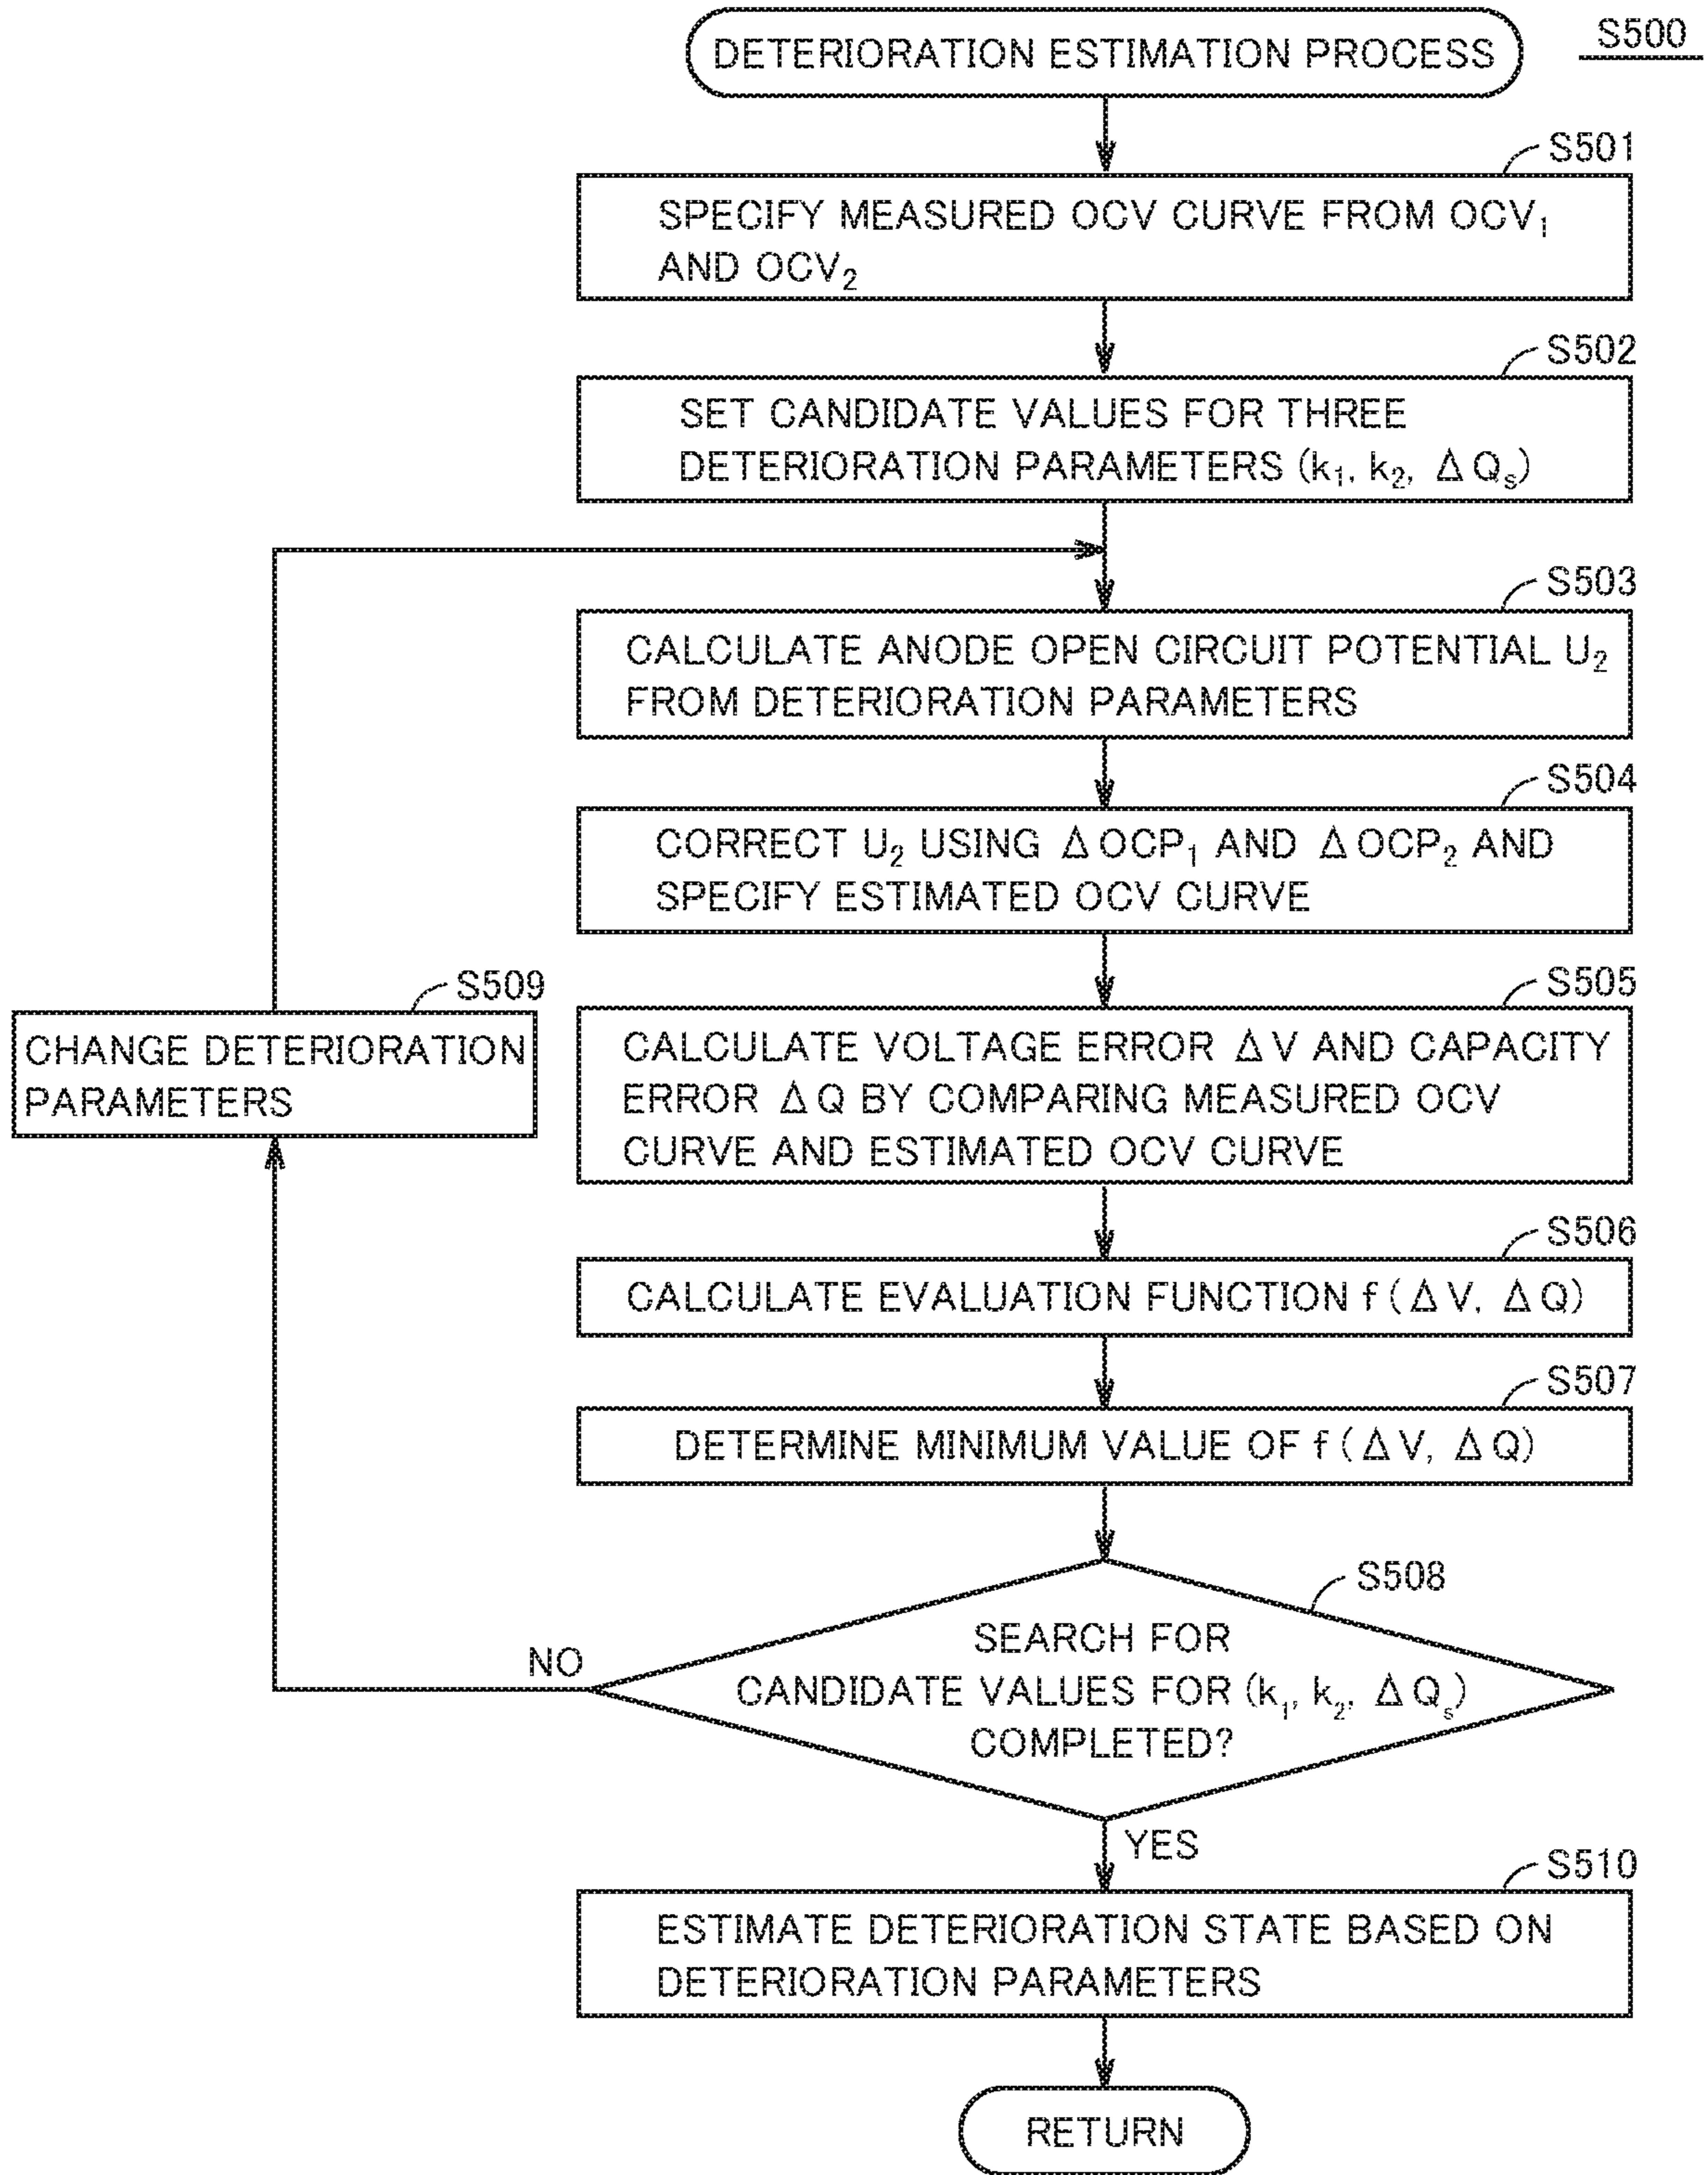 DETERIORATION ESTIMATION PROCESS
S500
S501
SPECIFY MEASURED OCV CURVE FROM OCV₁
AND OCV₂
S502
SET CANDIDATE VALUES FOR THREE
DETERIORATION PARAMETERS (k₁, k₂, ΔQₛ)
S503
CALCULATE ANODE OPEN CIRCUIT POTENTIAL U₂
FROM DETERIORATION PARAMETERS
S504
CORRECT U₂ USING ΔOCP₁ AND ΔOCP₂ AND
SPECIFY ESTIMATED OCV CURVE
S509
CHANGE DETERIORATION
PARAMETERS
S505
CALCULATE VOLTAGE ERROR ΔV AND CAPACITY
ERROR ΔQ BY COMPARING MEASURED OCV
CURVE AND ESTIMATED OCV CURVE
S506
CALCULATE EVALUATION FUNCTION f(ΔV, ΔQ)
S507
DETERMINE MINIMUM VALUE OF f(ΔV, ΔQ)
S508
SEARCH FOR
CANDIDATE VALUES FOR (k₁, k₂, ΔQₛ)
COMPLETED?
NO
YES
S510
ESTIMATE DETERIORATION STATE BASED ON
DETERIORATION PARAMETERS
RETURN